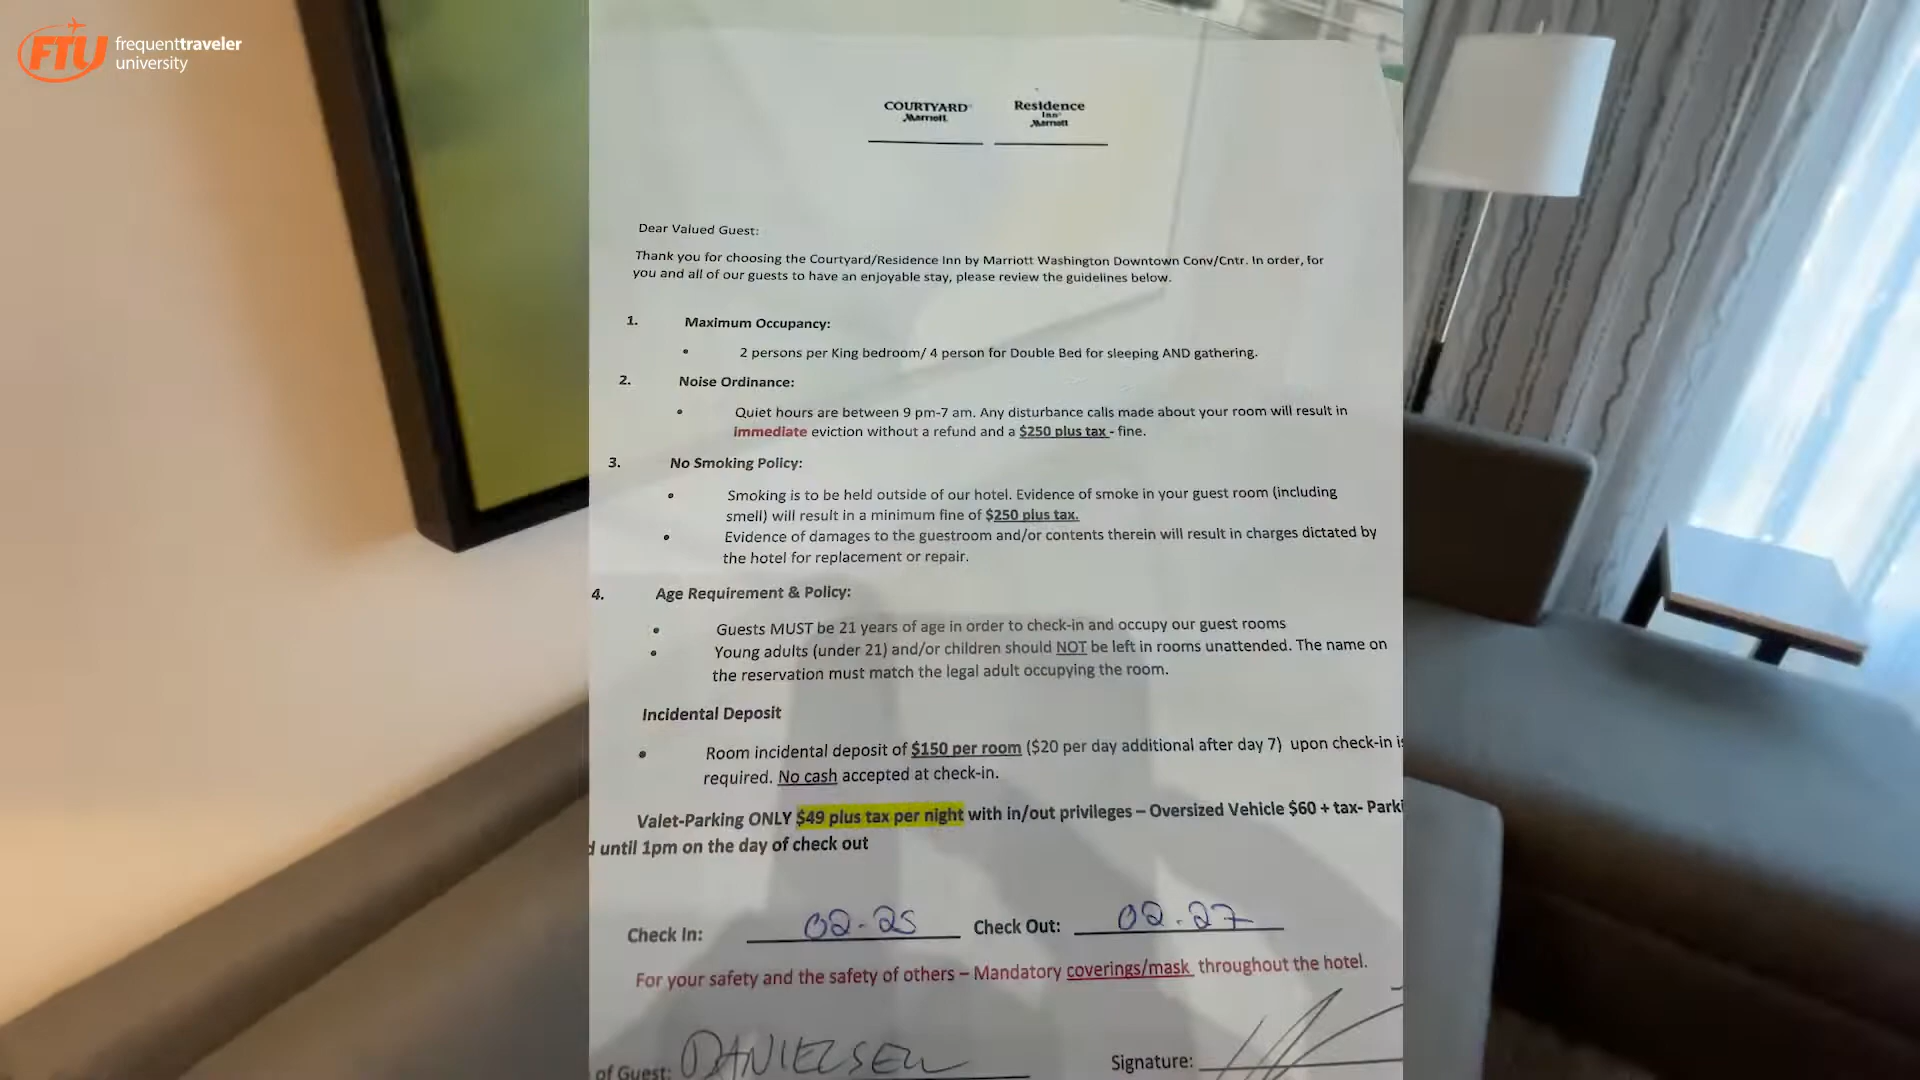 FTU frequenttraveler
university
COURTYARD Residence
Marriott Inn
Marriott
Dear Valued Guest:
Thank you for choosing the Courtyard/Residence Inn by Marriott Washington Downtown Conv/Cntr. In order, for
you and all of our guests to have an enjoyable stay, please review the guidelines below.
1. Maximum Occupancy:
• 2 persons per King bedroom/ 4 person for Double Bed for sleeping AND gathering.
2. Noise Ordinance:
• Quiet hours are between 9 pm-7 am. Any disturbance calls made about your room will result in
immediate eviction without a refund and a $250 plus tax - fine.
3. No Smoking Policy:
• Smoking is to be held outside of our hotel. Evidence of smoke in your guest room (including
smell) will result in a minimum fine of $250 plus tax.
• Evidence of damages to the guestroom and/or contents therein will result in charges dictated by
the hotel for replacement or repair.
4. Age Requirement & Policy:
• Guests MUST be 21 years of age in order to check-in and occupy our guest rooms
• Young adults (under 21) and/or children should NOT be left in rooms unattended. The name on
the reservation must match the legal adult occupying the room.
Incidental Deposit
• Room incidental deposit of $150 per room ($20 per day additional after day 7) upon check-in
required. No cash accepted at check-in.
Valet-Parking ONLY $49 plus tax per night with in/out privileges – Oversized Vehicle $60 + tax- Parki
d until 1pm on the day of check out
Check In: 02-25 Check Out: 02-27
For your safety and the safety of others – Mandatory coverings/mask throughout the hotel.
of Guest: DANIELSEN Signature: